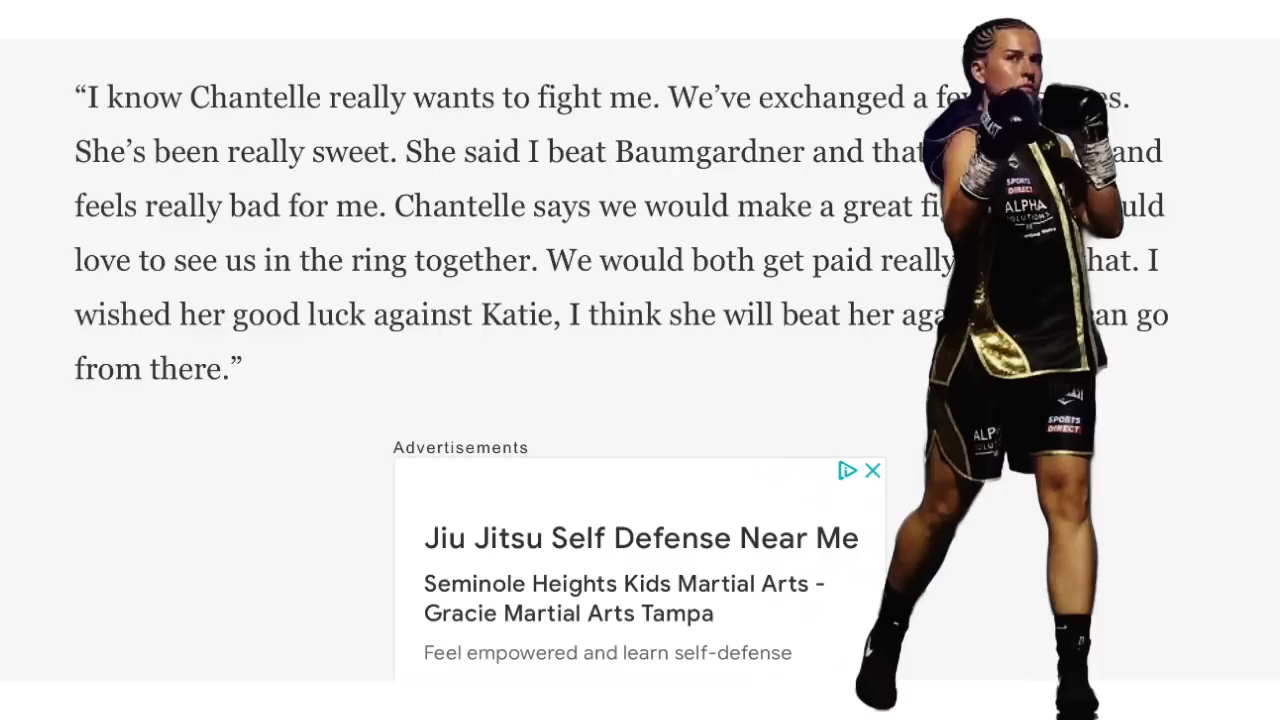 “I know Chantelle really wants to fight me. We’ve exchanged a es.
She’s been really sweet. She said I beat Baumgardner and that and
feels really bad for me. Chantelle says we would make a great
love to see us in the ring together. We would both get paid really I
wished her good luck against Katie, I think she will beat her go
from there.”
Advertisements
Jiu Jitsu Self Defense Near Me
Seminole Heights Kids Martial Arts -
Gracie Martial Arts Tampa
Feel empowered and learn self-defense
SPORTS
DIRECT
ALPHA
SOLUTIONS
SPORTS
DIRECT